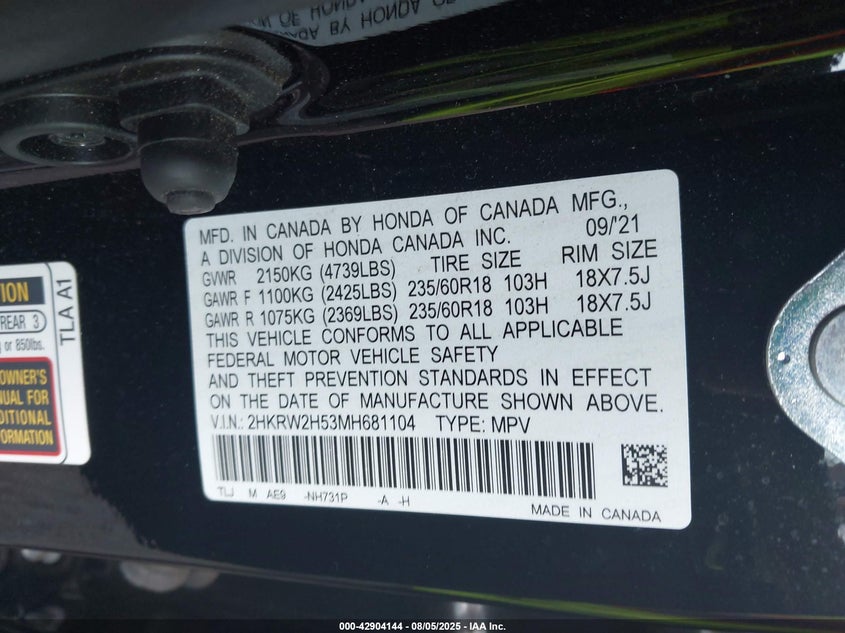 MFD. IN CANADA BY HONDA OF CANADA MFG.,
A DIVISION OF HONDA CANADA INC. 09/'21
GVWR 2150KG (4739LBS) TIRE SIZE RIM SIZE
GAWR F 1100KG (2425LBS) 235/60R18 103H 18X7.5J
GAWR R 1075KG (2369LBS) 235/60R18 103H 18X7.5J
THIS VEHICLE CONFORMS TO ALL APPLICABLE
FEDERAL MOTOR VEHICLE SAFETY
AND THEFT PREVENTION STANDARDS IN EFFECT
ON THE DATE OF MANUFACTURE SHOWN ABOVE.
V.I.N.: 2HKRW2H53MH681104 TYPE: MPV
TLJ M AE9 -NH731P -A -H
MADE IN CANADA
REAR 3
or 850lbs.
TLA A1
OWNER'S
FOR
000-42904144 - 08/05/2025 - IAA Inc.